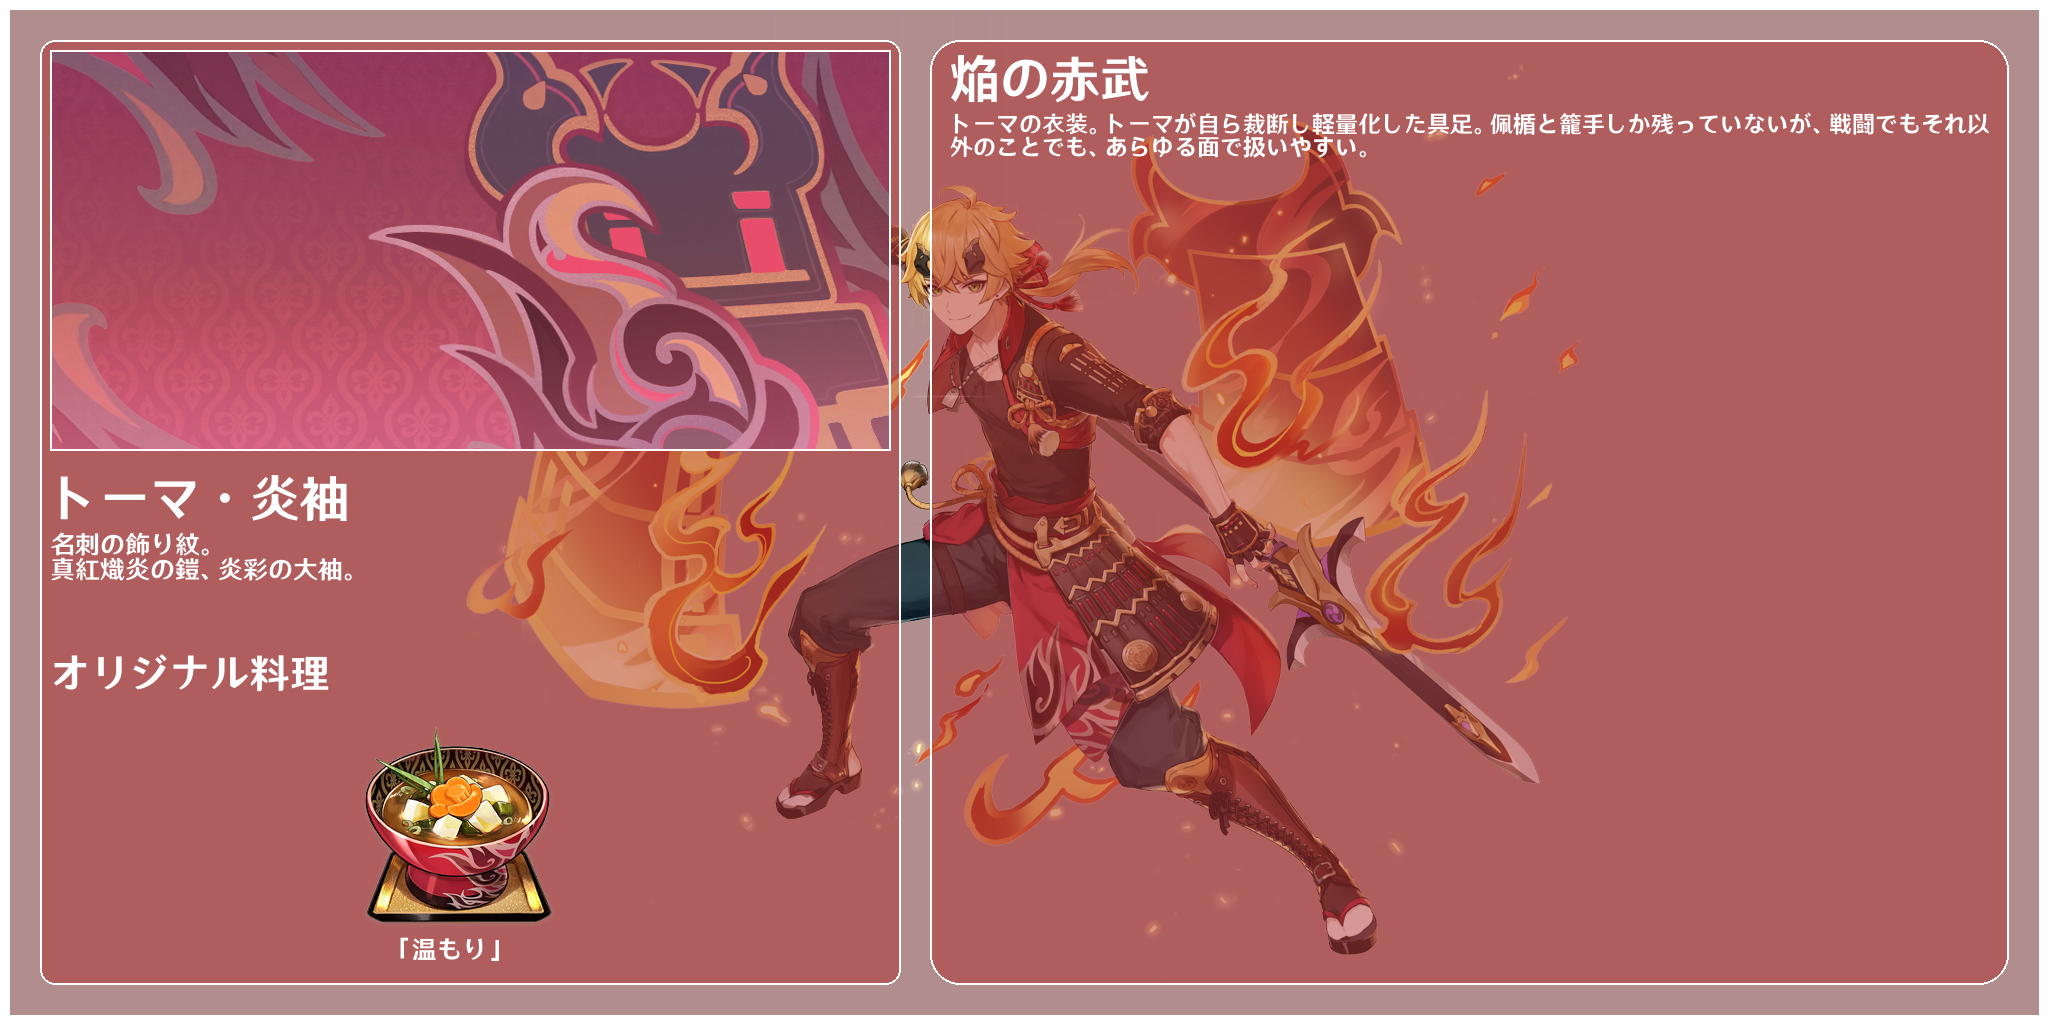 トーマ・炎袖
名刺の飾り紋。
真紅熾炎の鎧、炎彩の大袖。
オリジナル料理
「温もり」
焔の赤武
トーマの衣装。トーマが自ら裁断し軽量化した具足。佩楯と籠手しか残っていないが、戦闘でもそれ以
外のことでも、あらゆる面で扱いやすい。